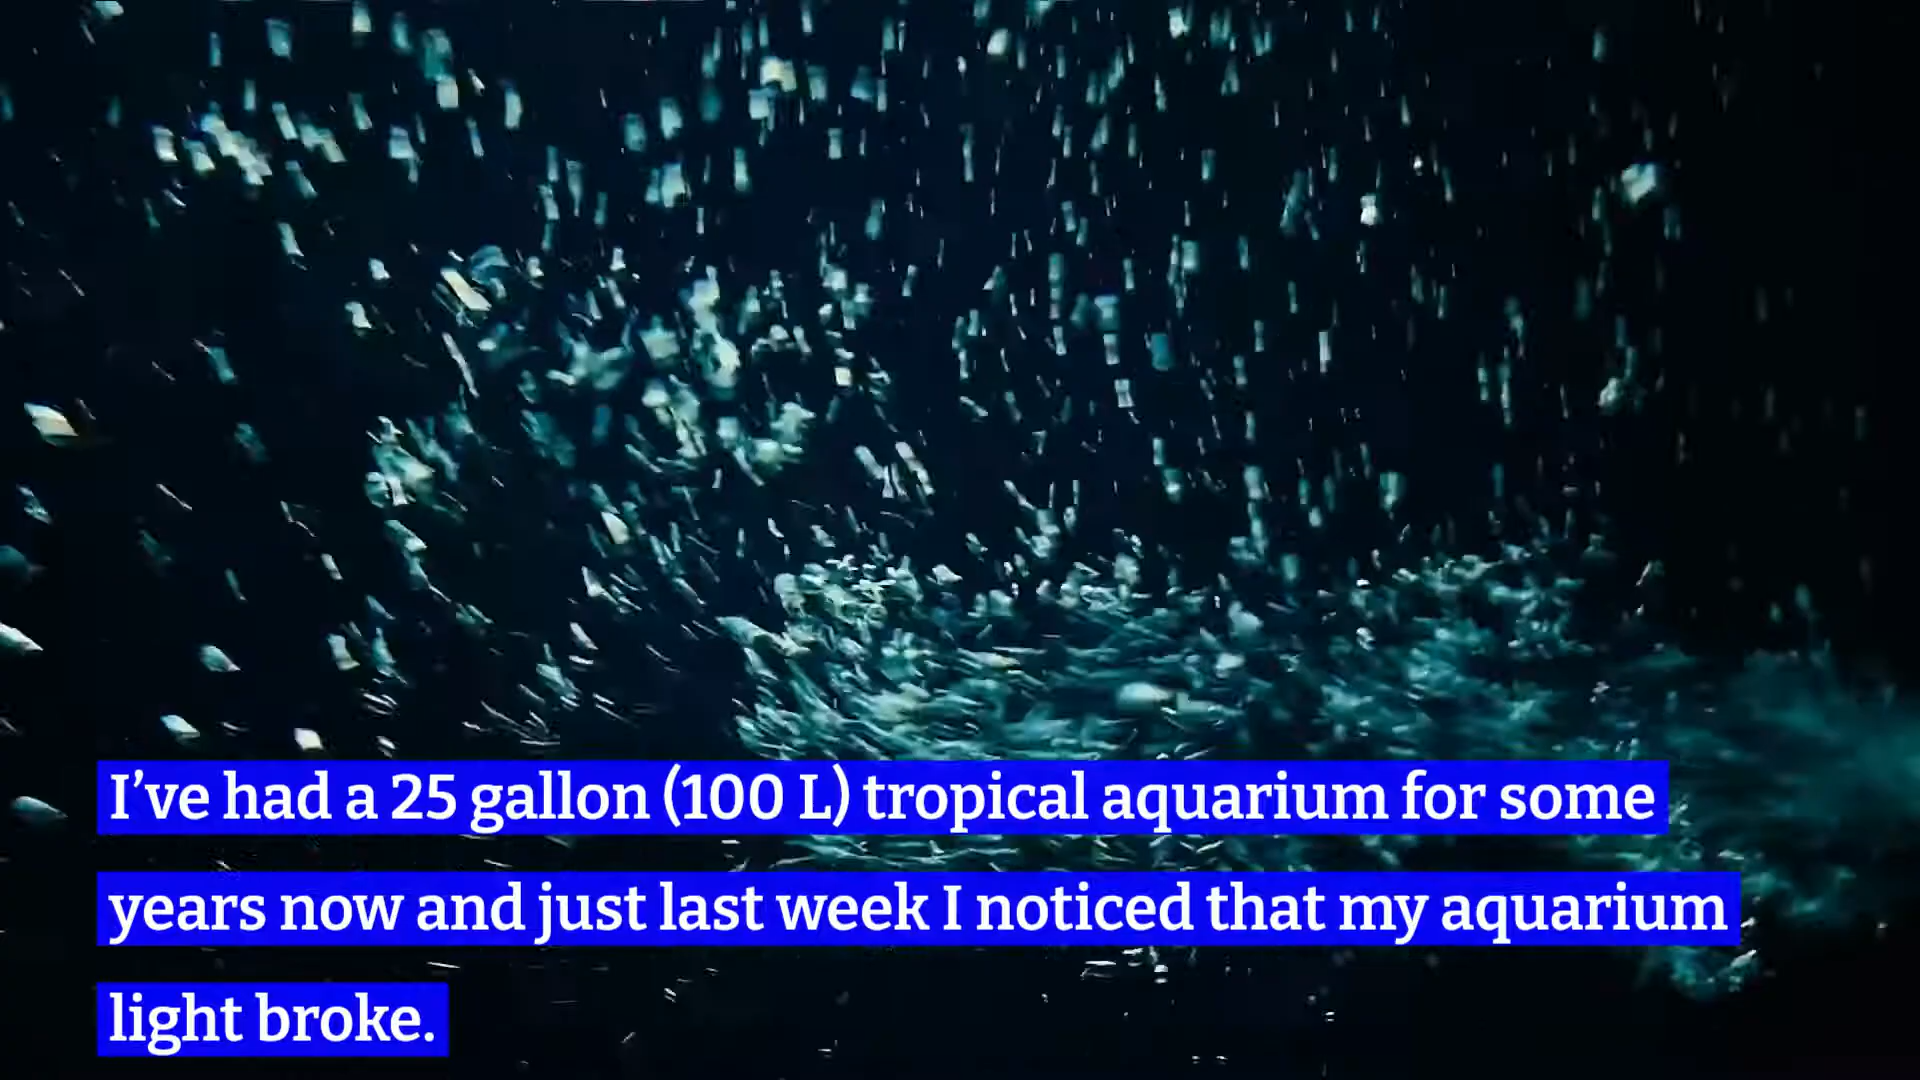 I’ve had a 25 gallon (100 L) tropical aquarium for some
years now and just last week I noticed that my aquarium
light broke.